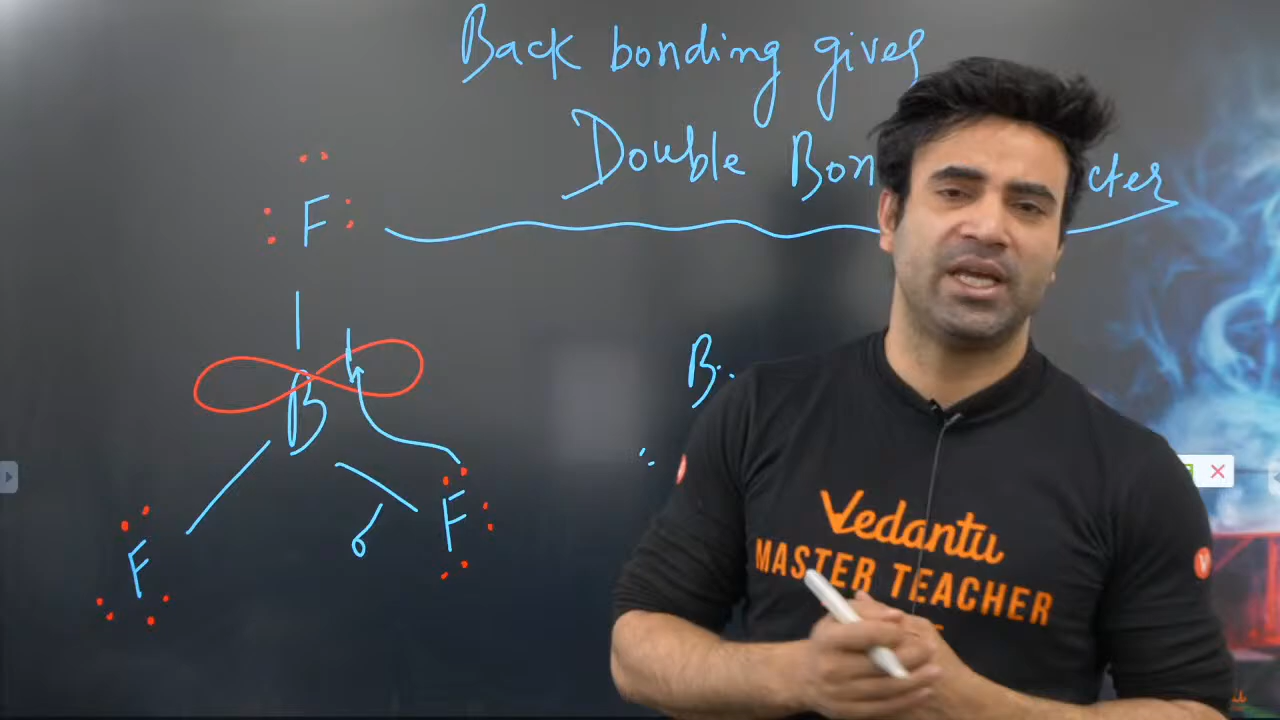 Back bonding gives
Double Bon cter
F
B
B
F
F
σ
Vedantu
MASTER TEACHER